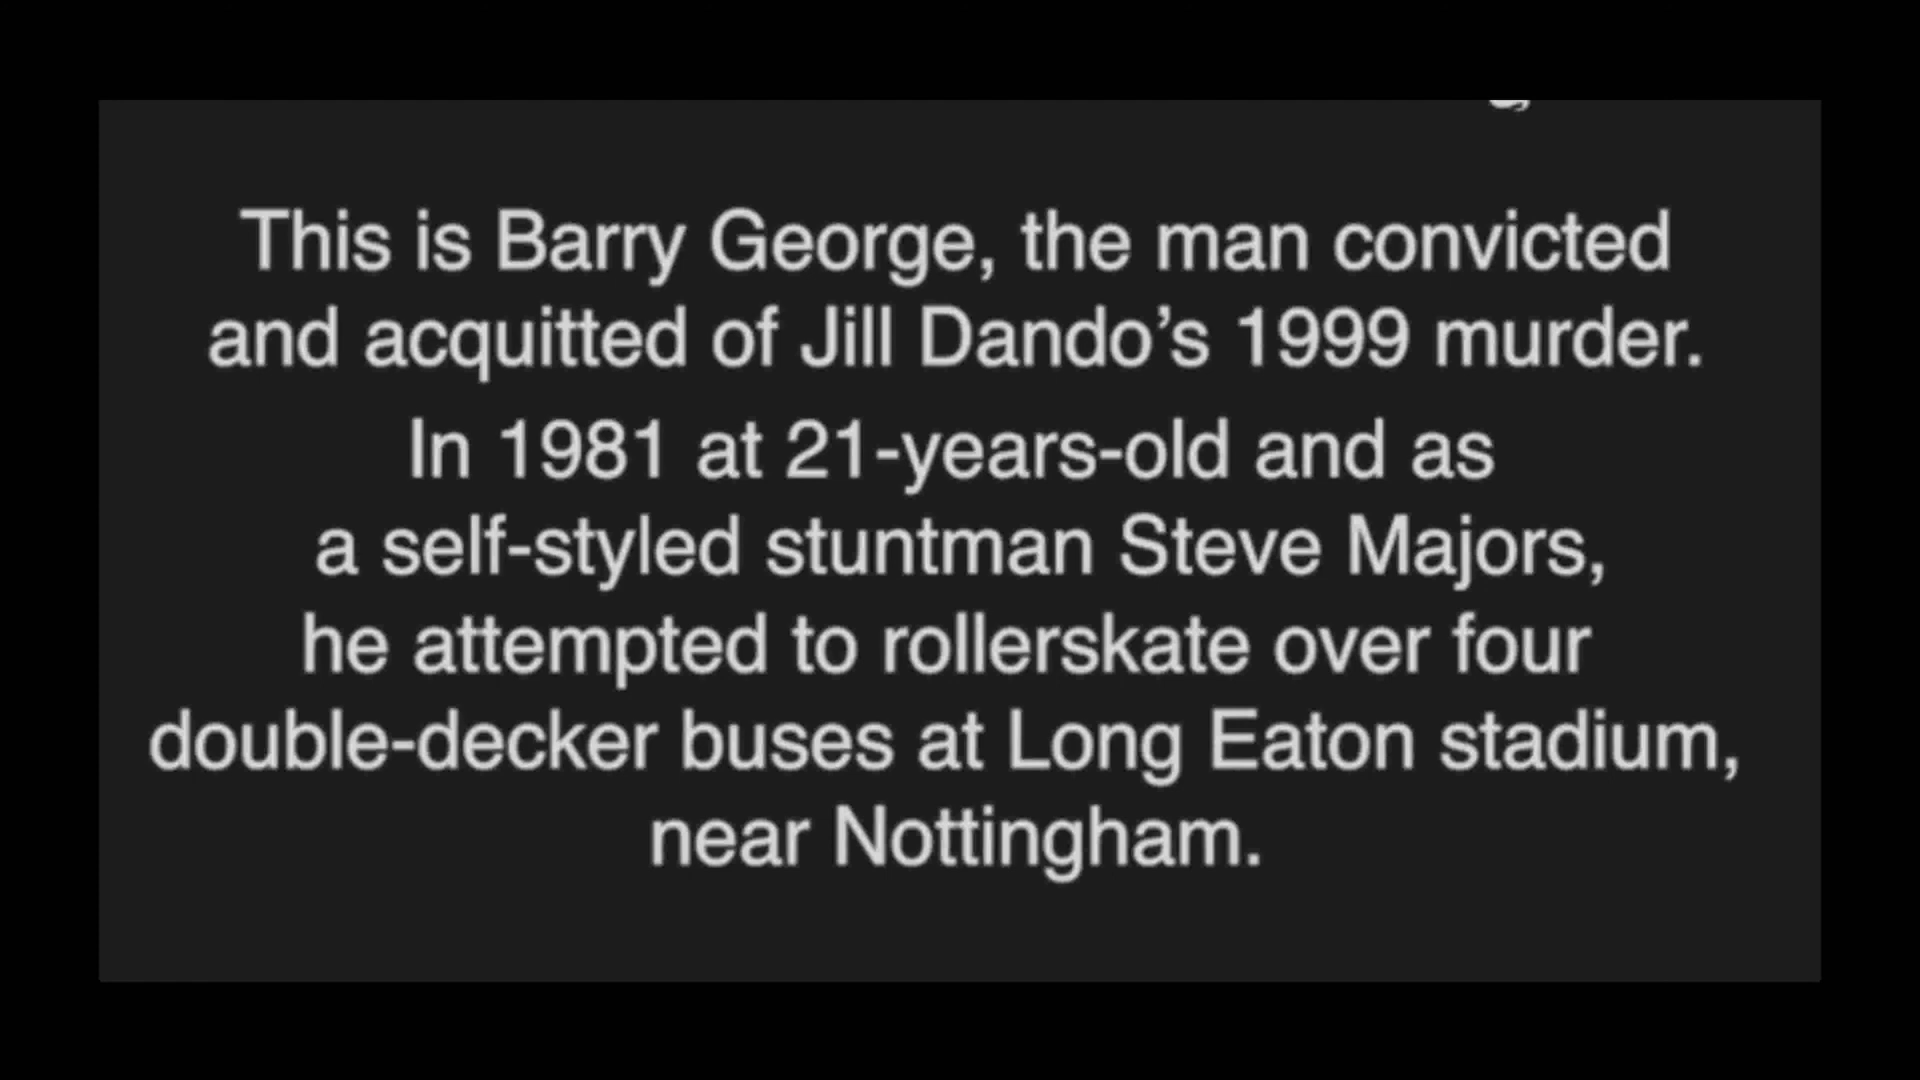 This is Barry George, the man convicted
and acquitted of Jill Dando’s 1999 murder.
In 1981 at 21-years-old and as
a self-styled stuntman Steve Majors,
he attempted to rollerskate over four
double-decker buses at Long Eaton stadium,
near Nottingham.